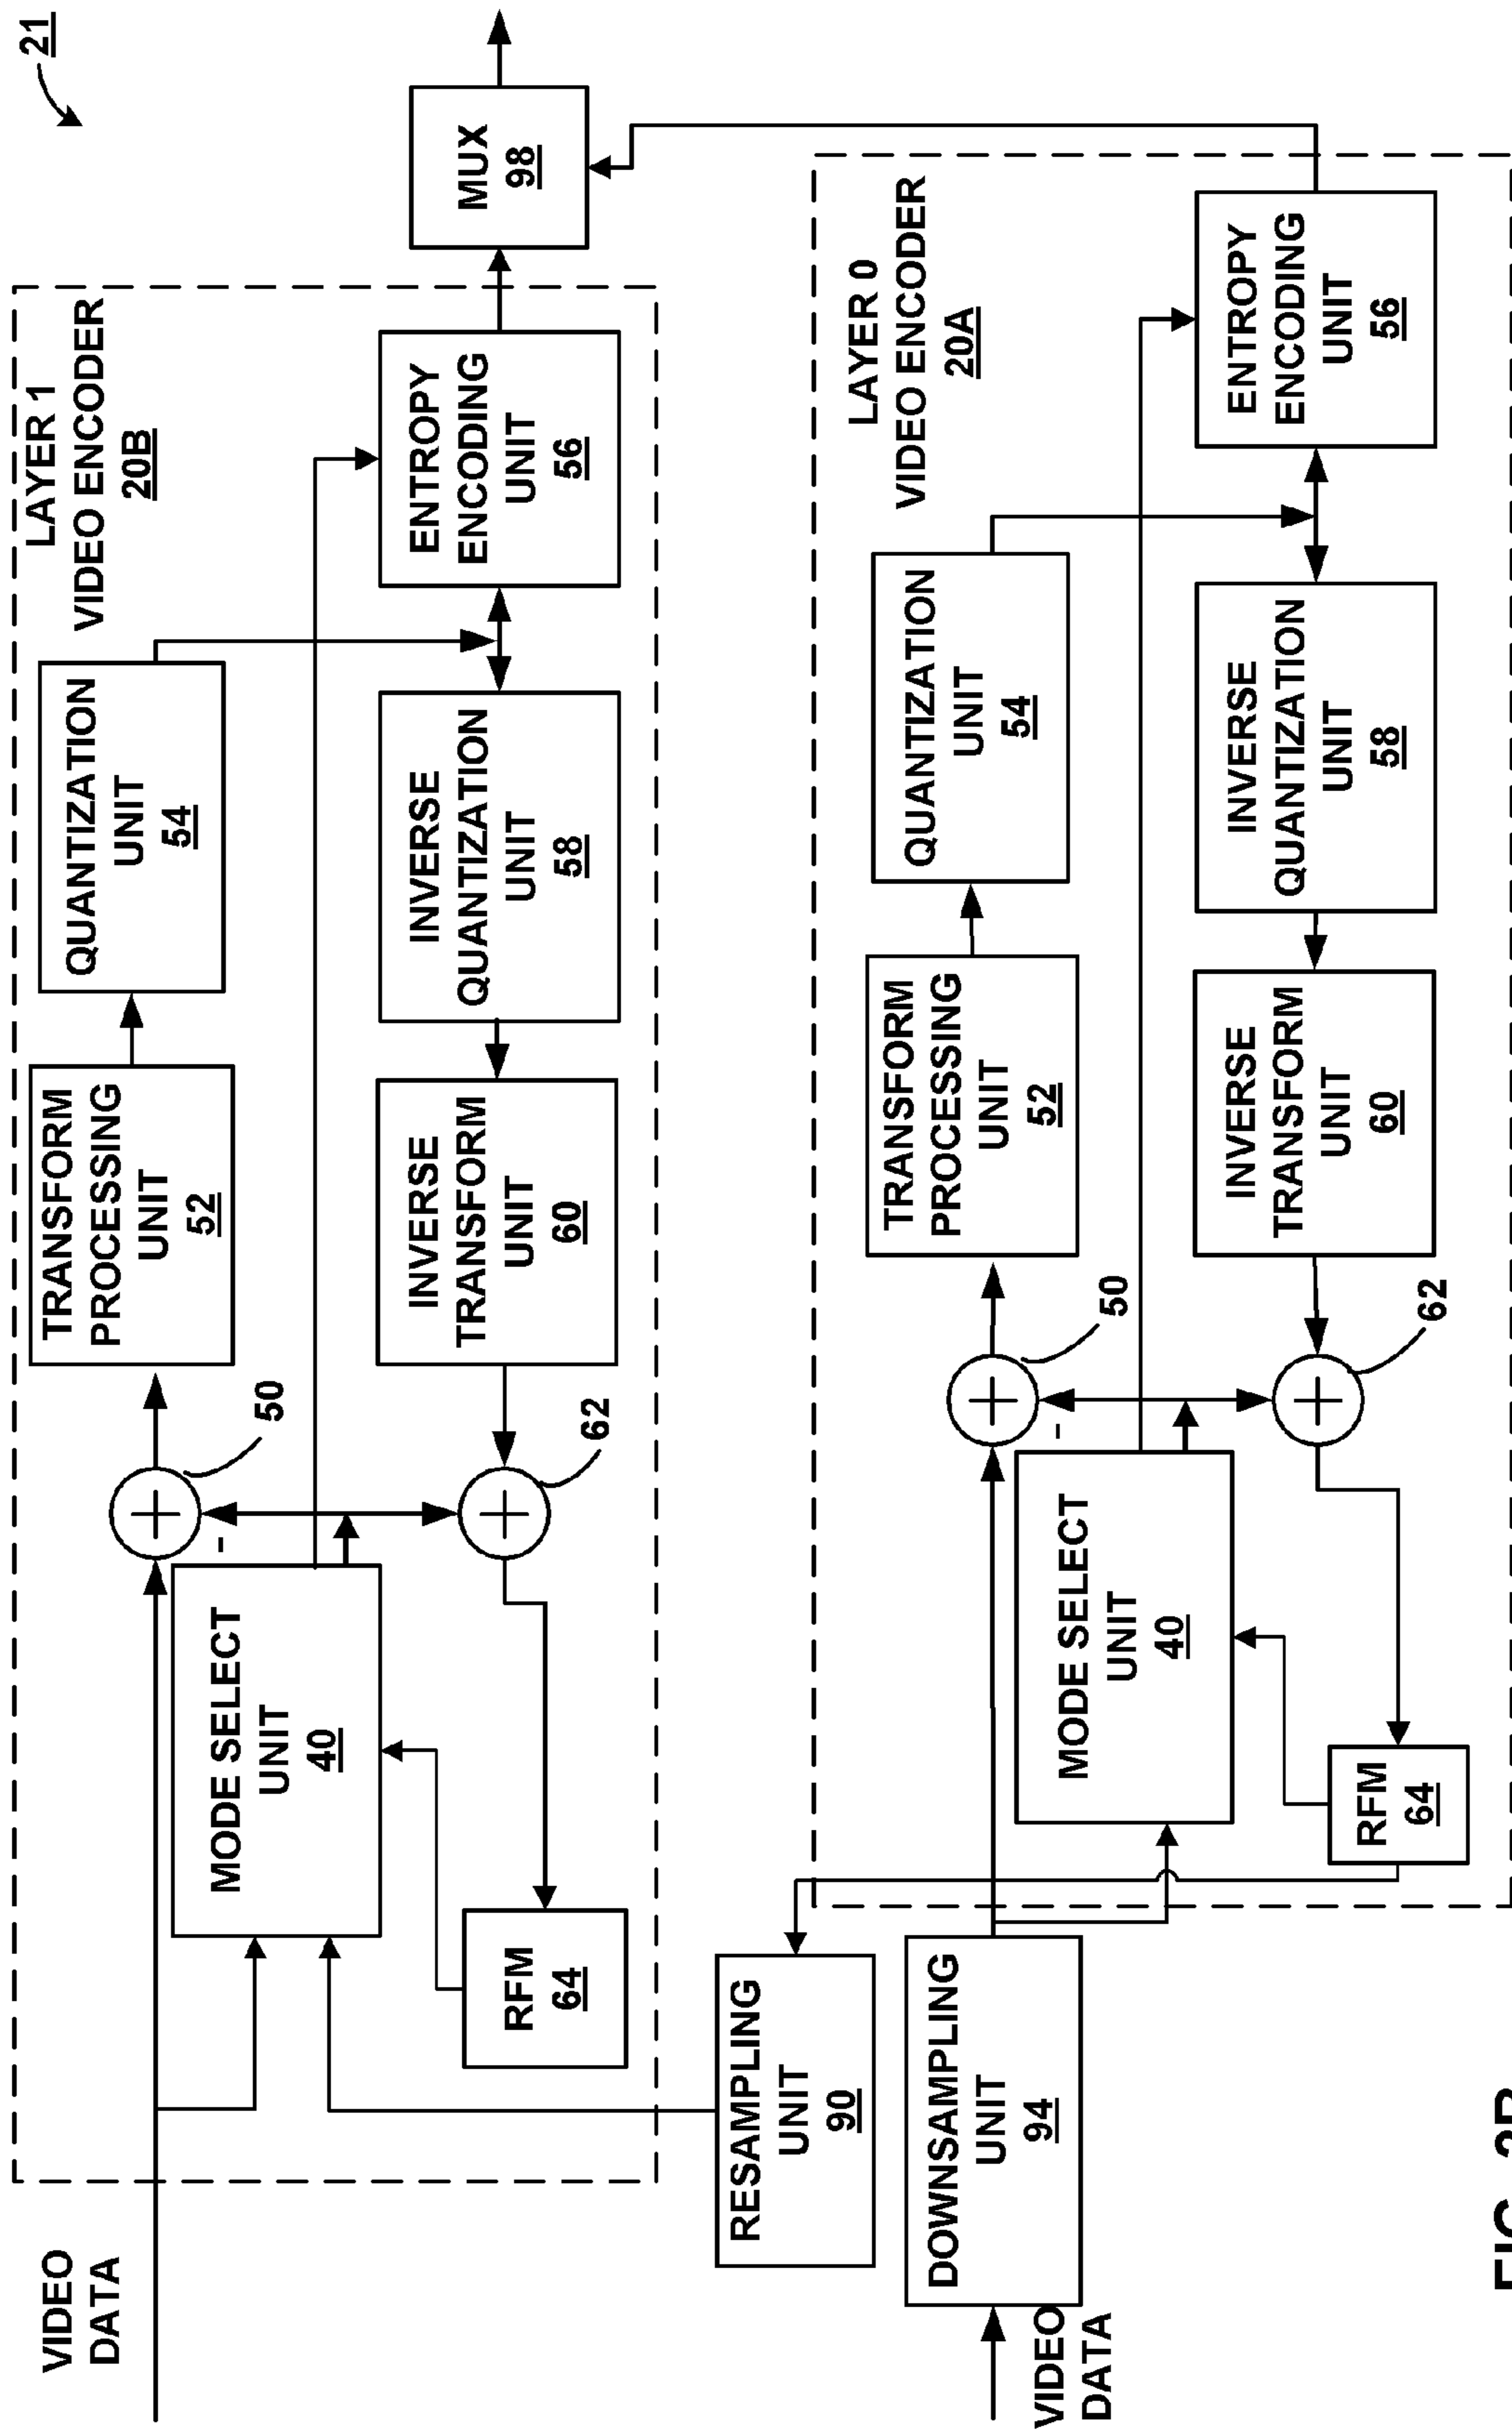 21
LAYER 1
VIDEO ENCODER
20B
VIDEO
DATA
50
TRANSFORM
PROCESSING
UNIT
52
QUANTIZATION
UNIT
54
-
MODE SELECT
UNIT
40
62
INVERSE
TRANSFORM
UNIT
60
INVERSE
QUANTIZATION
UNIT
58
ENTROPY
ENCODING
UNIT
56
MUX
98
RFM
64
RESAMPLING
UNIT
90
LAYER 0
VIDEO ENCODER
20A
VIDEO
DATA
DOWNSAMPLING
UNIT
94
50
TRANSFORM
PROCESSING
UNIT
52
QUANTIZATION
UNIT
54
-
MODE SELECT
UNIT
40
62
INVERSE
TRANSFORM
UNIT
60
INVERSE
QUANTIZATION
UNIT
58
ENTROPY
ENCODING
UNIT
56
RFM
64
FIG.